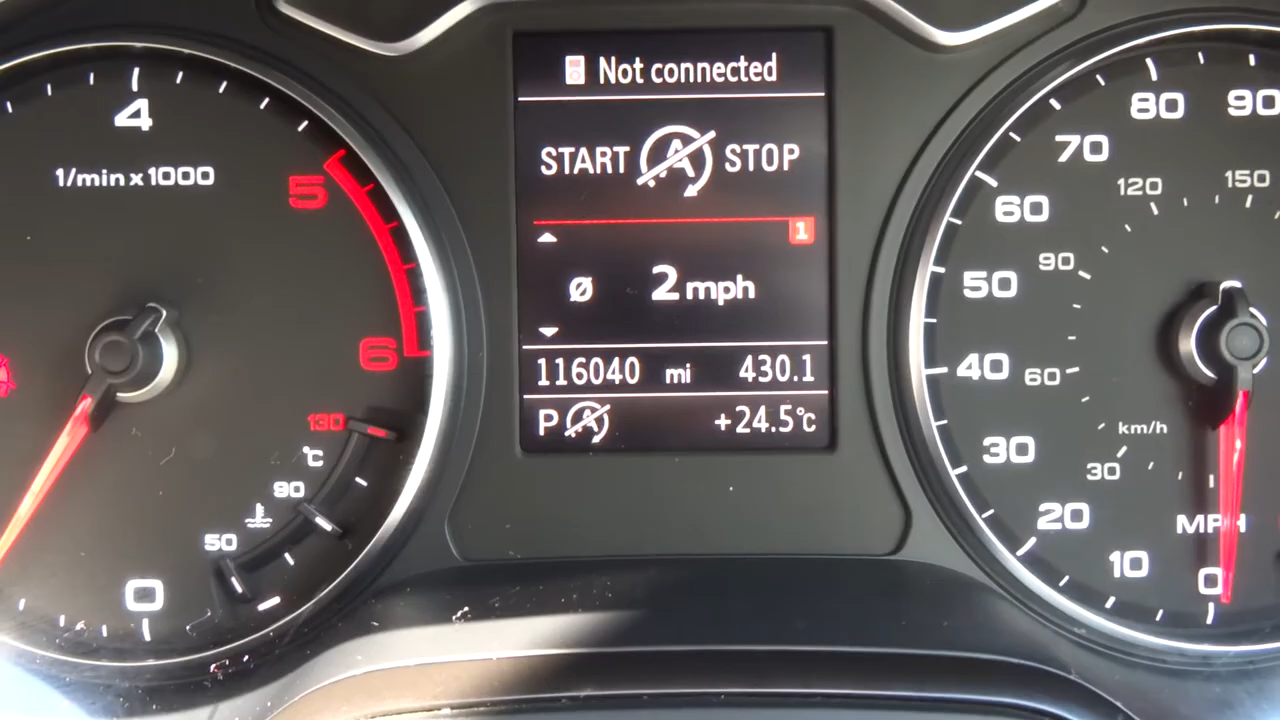 Not connected
START A STOP
1
ø 2 mph
116040 mi 430.1
P A +24.5°C
4
1/min x 1000
5
6
130
°C
90
50
0
80 90
70
120 150
60
90
50
40 60
km/h
30 30
20 MPH
10 0